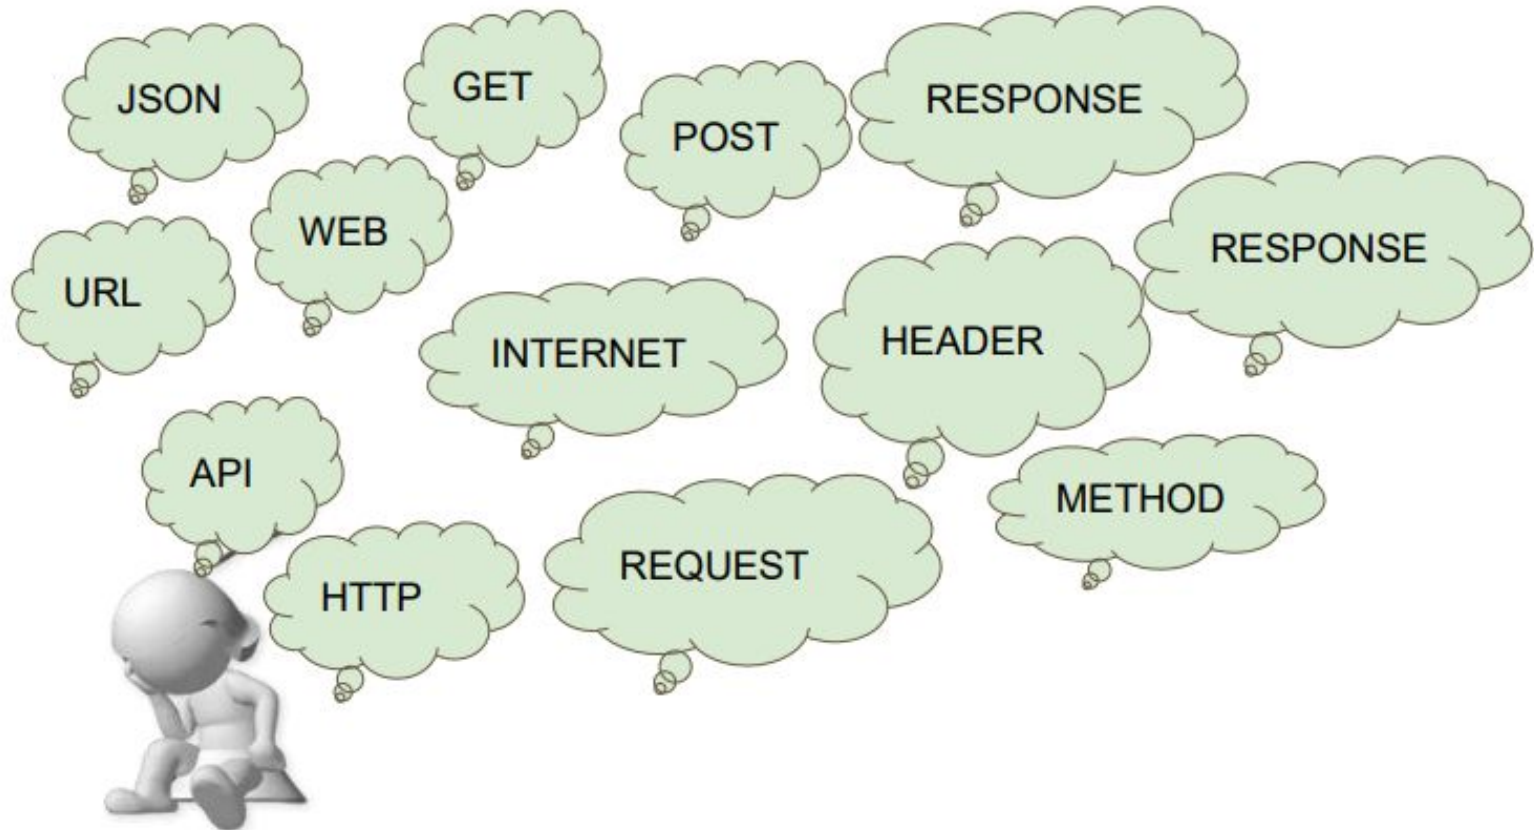 JSON
GET
POST
RESPONSE
WEB
URL
RESPONSE
INTERNET
HEADER
API
METHOD
HTTP
REQUEST